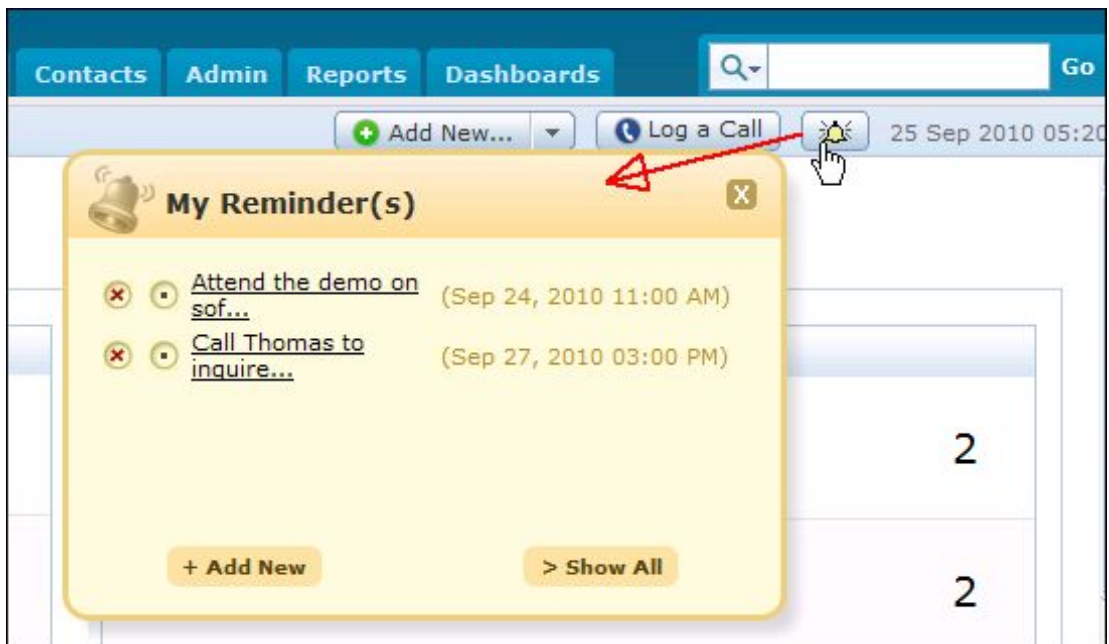 Contacts Admin Reports Dashboards Go
Add New... Log a Call 25 Sep 2010 05:20
My Reminder(s) X
Attend the demo on
sof... (Sep 24, 2010 11:00 AM)
Call Thomas to
inquire... (Sep 27, 2010 03:00 PM)
2
+ Add New > Show All
2